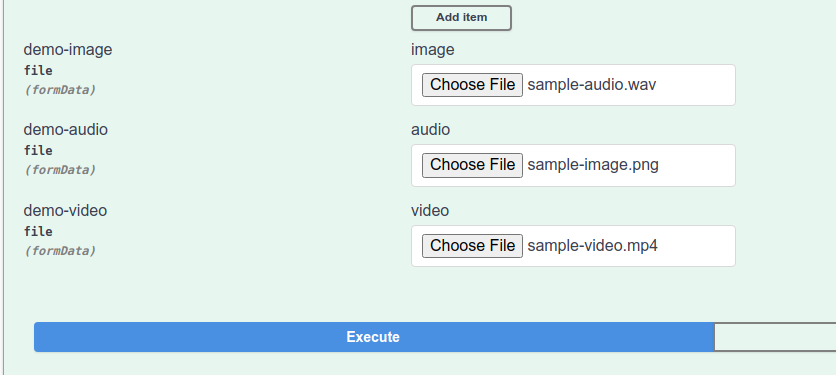 Add item
demo-image
image
file
(formData)
Choose File sample-audio.wav
demo-audio
audio
file
(formData)
Choose File sample-image.png
demo-video
video
file
(formData)
Choose File sample-video.mp4
Execute